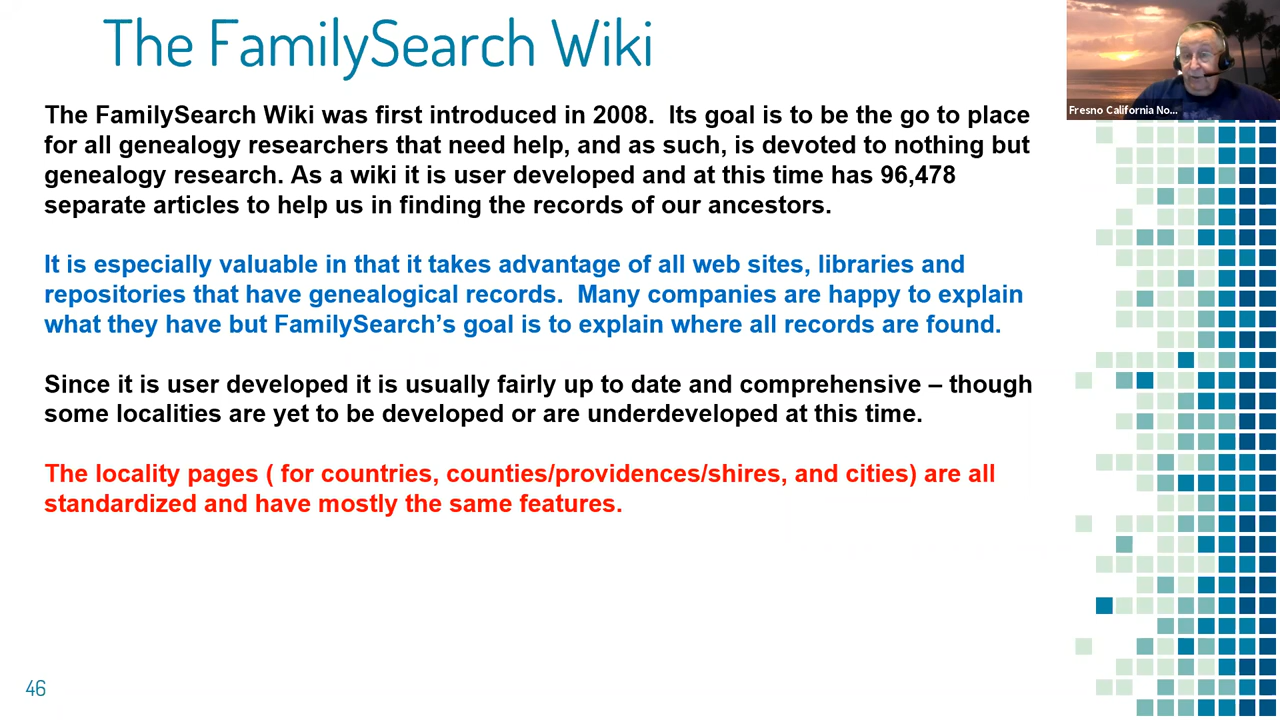 The FamilySearch Wiki
Fresno California No...
The FamilySearch Wiki was first introduced in 2008.  Its goal is to be the go to place
for all genealogy researchers that need help, and as such, is devoted to nothing but
genealogy research. As a wiki it is user developed and at this time has 96,478
separate articles to help us in finding the records of our ancestors.
It is especially valuable in that it takes advantage of all web sites, libraries and
repositories that have genealogical records.  Many companies are happy to explain
what they have but FamilySearch’s goal is to explain where all records are found.
Since it is user developed it is usually fairly up to date and comprehensive – though
some localities are yet to be developed or are underdeveloped at this time.
The locality pages ( for countries, counties/providences/shires, and cities) are all
standardized and have mostly the same features.
46